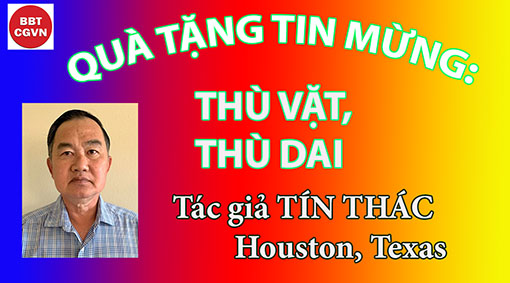 BBT
CGVN
QUÀ TẶNG TIN MỪNG:
THÙ VẶT,
THÙ DAI
Tác giả TÍN THÁC
Houston, Texas